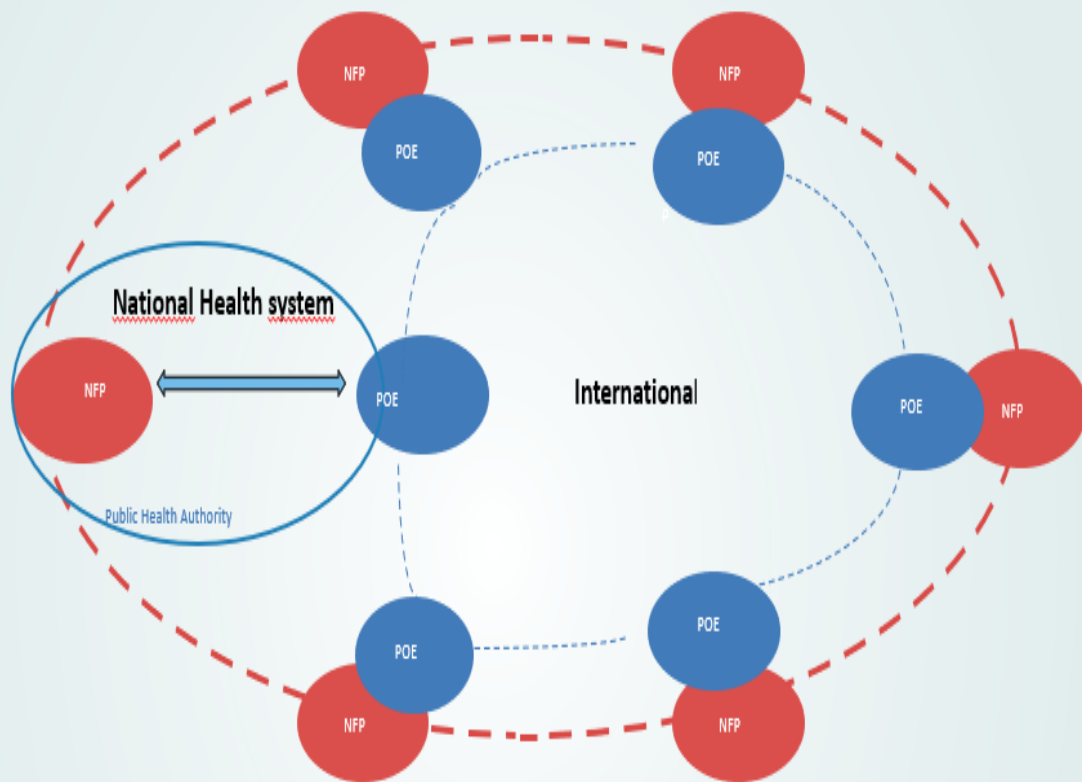 NFP
NFP
POE
POE
P
National Health system
NFP
POE
International
POE
NFP
Public Health Authority
POE
POE
NFP
NFP